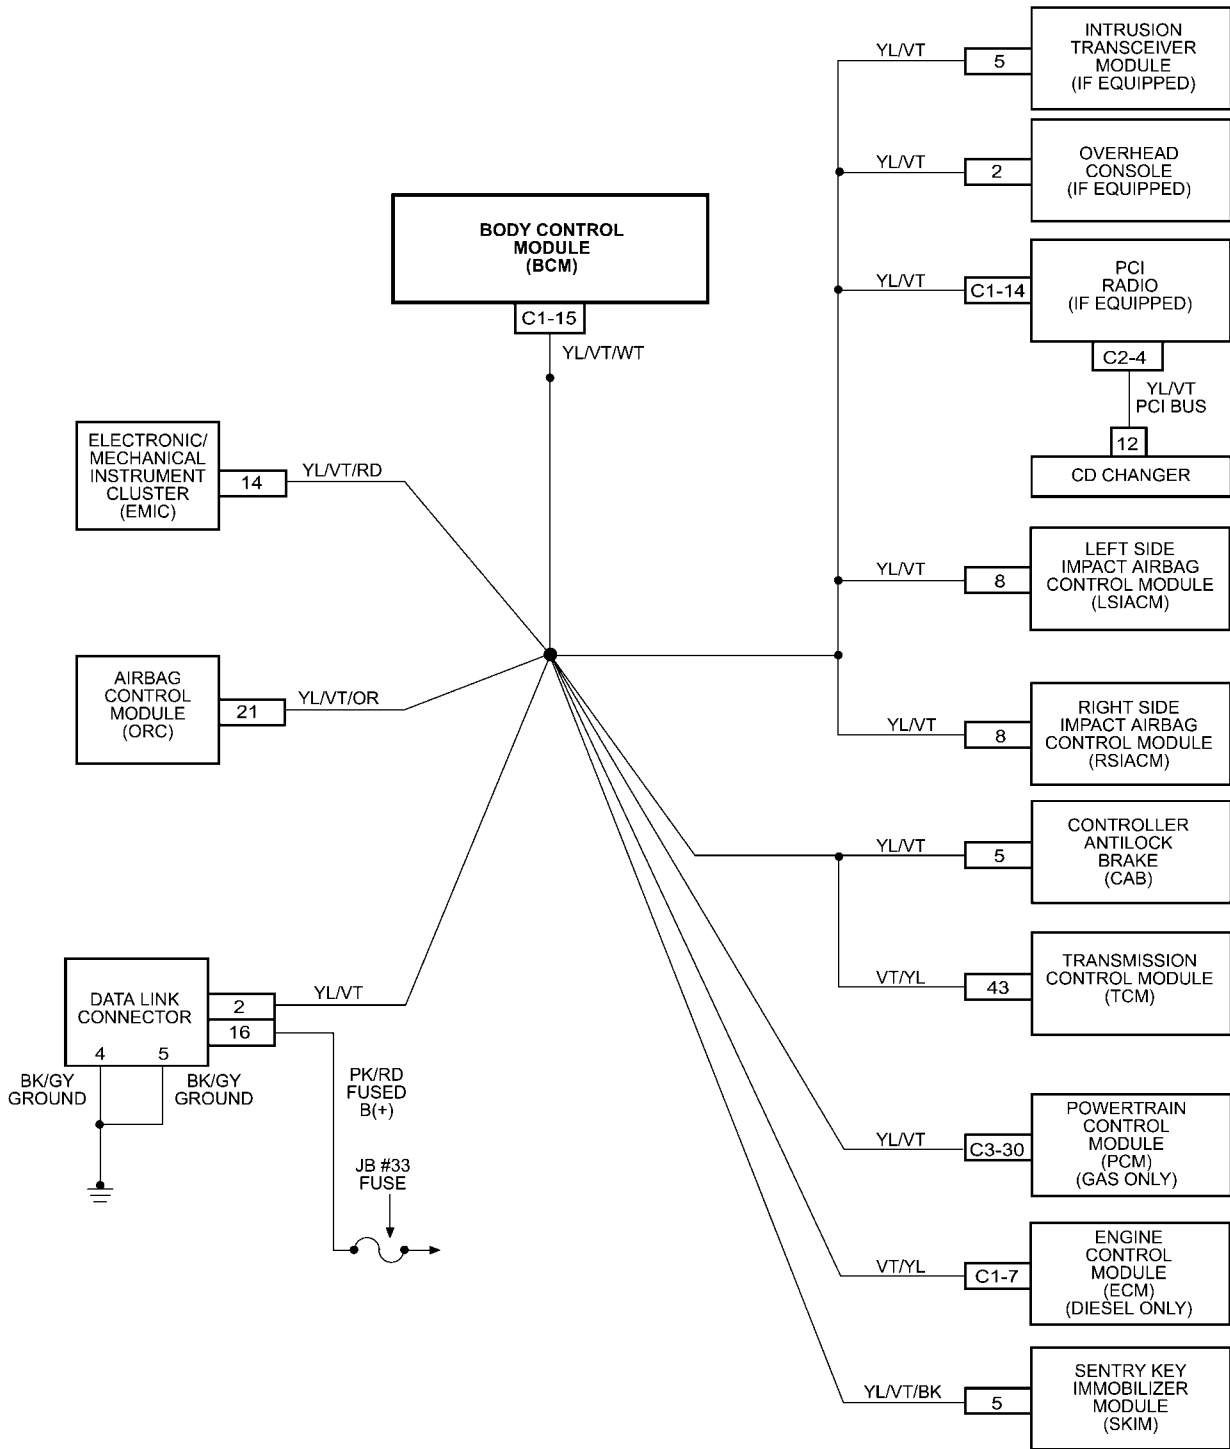 YL/VT
5
INTRUSION
TRANSCEIVER
MODULE
(IF EQUIPPED)
YL/VT
2
OVERHEAD
CONSOLE
(IF EQUIPPED)
BODY CONTROL
MODULE
(BCM)
C1-15
YL/VT/WT
YL/VT
C1-14
PCI
RADIO
(IF EQUIPPED)
C2-4
YL/VT
PCI BUS
12
CD CHANGER
ELECTRONIC/
MECHANICAL
INSTRUMENT
CLUSTER
(EMIC)
14
YL/VT/RD
YL/VT
8
LEFT SIDE
IMPACT AIRBAG
CONTROL MODULE
(LSIACM)
AIRBAG
CONTROL
MODULE
(ORC)
21
YL/VT/OR
YL/VT
8
RIGHT SIDE
IMPACT AIRBAG
CONTROL MODULE
(RSIACM)
YL/VT
5
CONTROLLER
ANTILOCK
BRAKE
(CAB)
VT/YL
43
TRANSMISSION
CONTROL MODULE
(TCM)
DATA LINK
CONNECTOR
2
YL/VT
16
4 5
BK/GY
GROUND
BK/GY
GROUND
PK/RD
FUSED
B(+)
JB #33
FUSE
YL/VT
C3-30
POWERTRAIN
CONTROL
MODULE
(PCM)
(GAS ONLY)
VT/YL
C1-7
ENGINE
CONTROL
MODULE
(ECM)
(DIESEL ONLY)
YL/VT/BK
5
SENTRY KEY
IMMOBILIZER
MODULE
(SKIM)